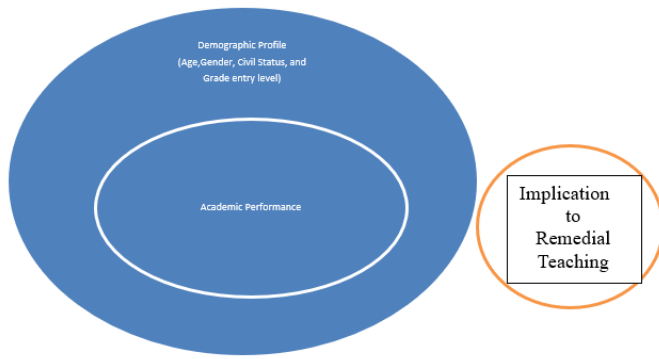 Demographic Profile
(Age,Gender, Civil Status, and
Grade entry level)
Academic Performance
Implication
to
Remedial
Teaching